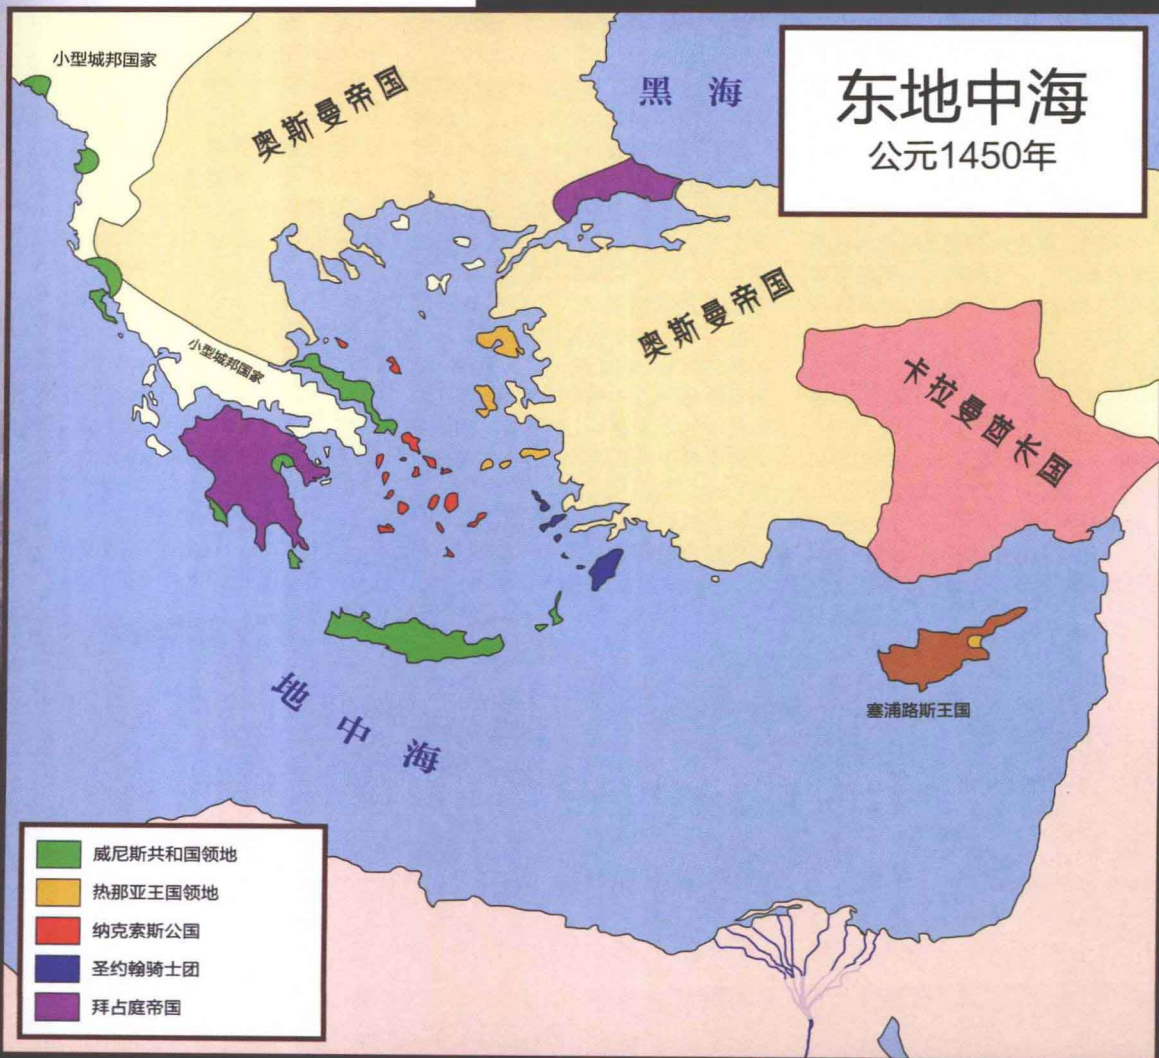 东地中海
公元1450年
小型城邦国家
奥斯曼帝国
黑海
奥斯曼帝国
卡拉曼酋长国
小型城邦国家
地中海
塞浦路斯王国
威尼斯共和国领地
热那亚王国领地
纳克索斯公国
圣约翰骑士团
拜占庭帝国